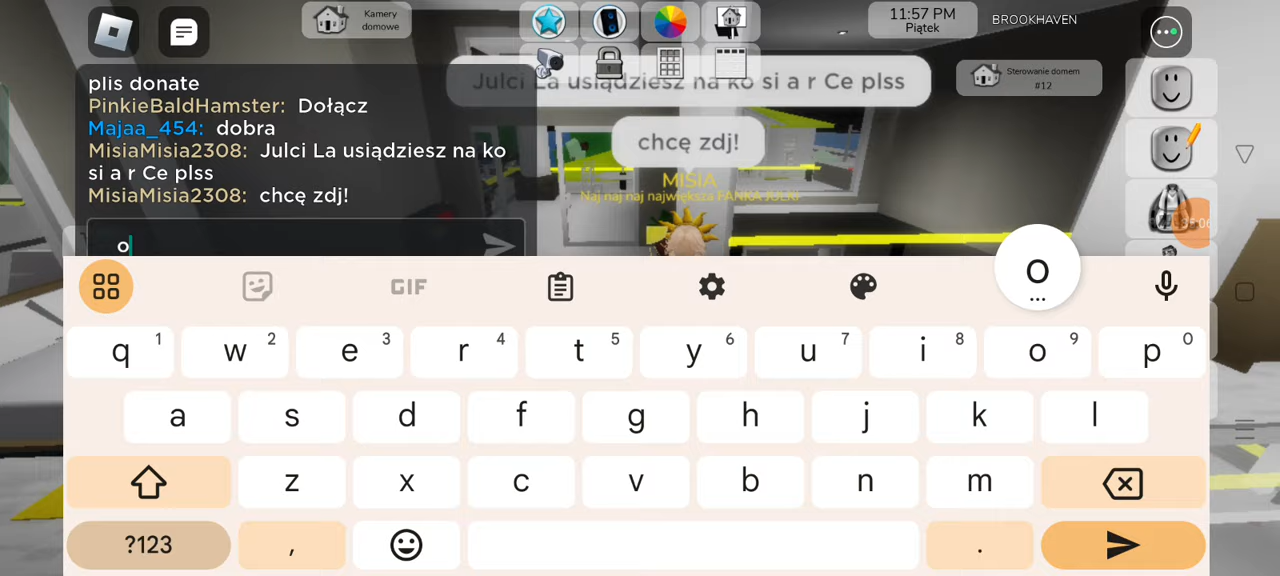 Kamery
domowe
11:57 PM
Piątek
BROOKHAVEN
Sterowanie domem
#12
plis donate
PinkieBaldHamster: Dołącz
Majaa_454: dobra
MisiaMisia2308: Julci La usiądziesz na ko
si a r Ce plss
MisiaMisia2308: chcę zdj!
o
Julci La usiądziesz na ko si a r Ce plss
chcę zdj!
MISIA
Naj naj naj największa FANKA JULKI
GIF
o
q 1 w 2 e 3 r 4 t 5 y 6 u 7 i 8 o 9 p 0
a s d f g h j k l
z x c v b n m
?123 , .